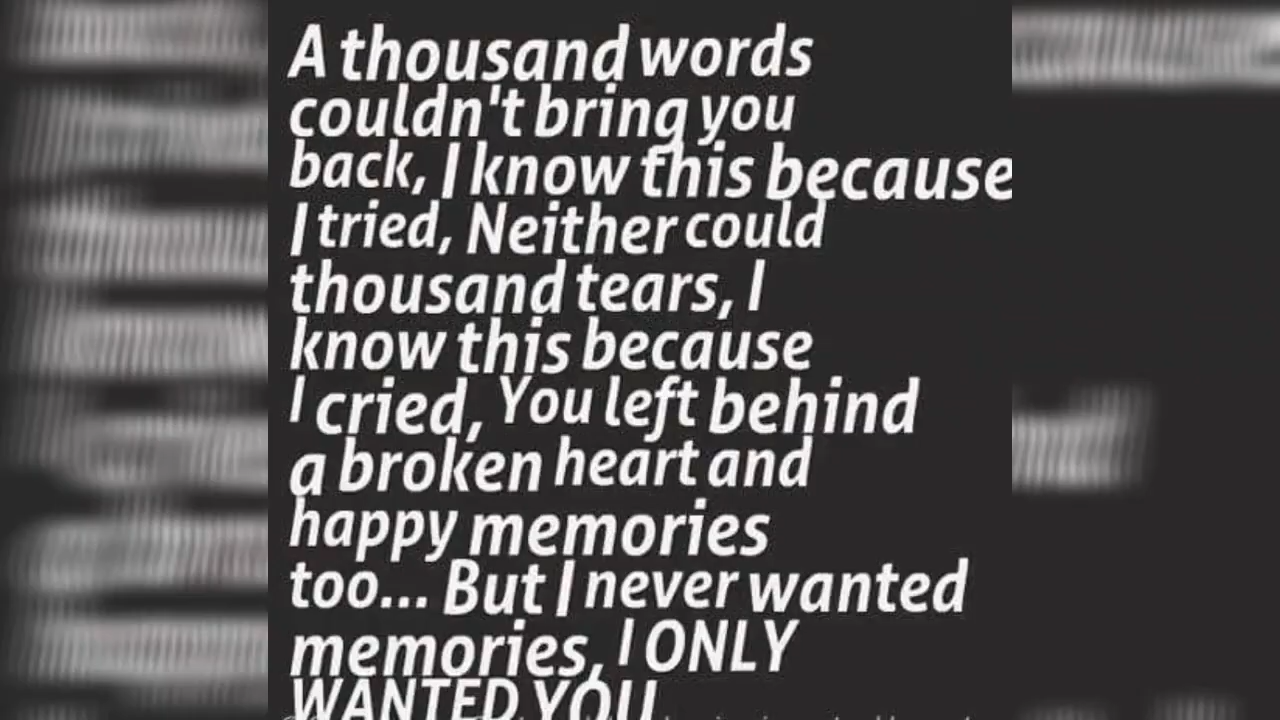 A thousand words
couldn't bring you
back, I know this because
I tried, Neither could
thousand tears, I
know this because
I cried, You left behind
a broken heart and
happy memories
too... But I never wanted
memories, I ONLY
WANTED YOU